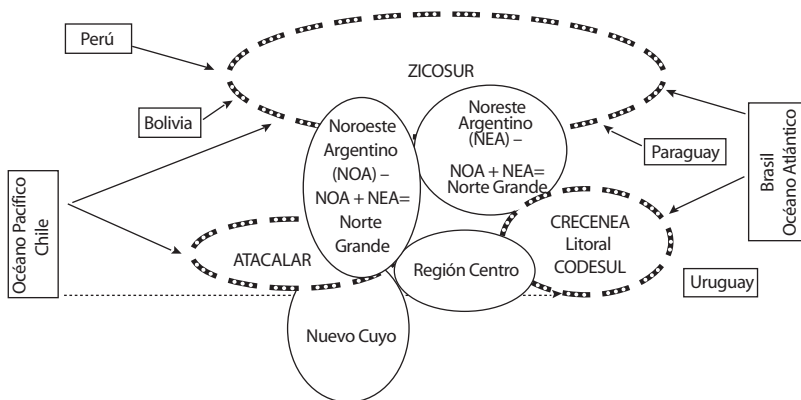 Perú
ZICOSUR
Bolivia
Noroeste
Argentino
(NOA) –
NOA + NEA=
Norte
Grande
Noreste
Argentino
(NEA) –
NOA + NEA=
Norte Grande
Paraguay
Brasil
Océano Atlántico
Océano Pacífico
Chile
ATACALAR
CRECENEA
Litoral
CODESUL
Región Centro
Uruguay
Nuevo Cuyo